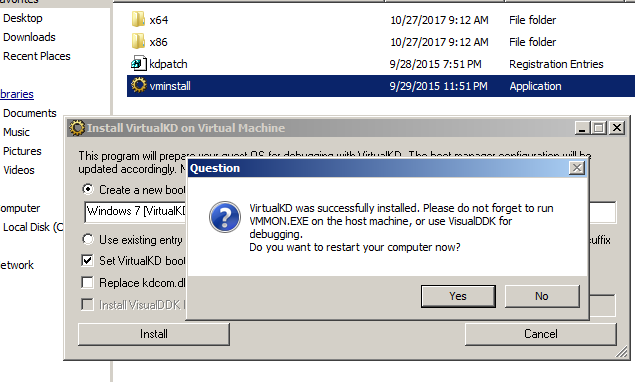 Desktop
Downloads
Recent Places
Documents
Music
Pictures
Videos
Local Disk (C
x64 10/27/2017 9:12 AM File folder
x86 10/27/2017 9:12 AM File folder
kdpatch 9/28/2015 7:51 PM Registration Entries
vminstall 9/29/2015 11:51 PM Application
Install VirtualKD on Virtual Machine
This program will prepare your guest OS for debugging with VirtualKD. The boot manager configuration will be
updated accordingly.
Create a new boot
Windows 7 [VirtualKD
Use existing entry
Set VirtualKD boot
Replace kdcom.dl
Install VisualDDK
Install
Cancel
Question
VirtualKD was successfully installed. Please do not forget to run
VMMON.EXE on the host machine, or use VisualDDK for
debugging.
Do you want to restart your computer now?
Yes
No